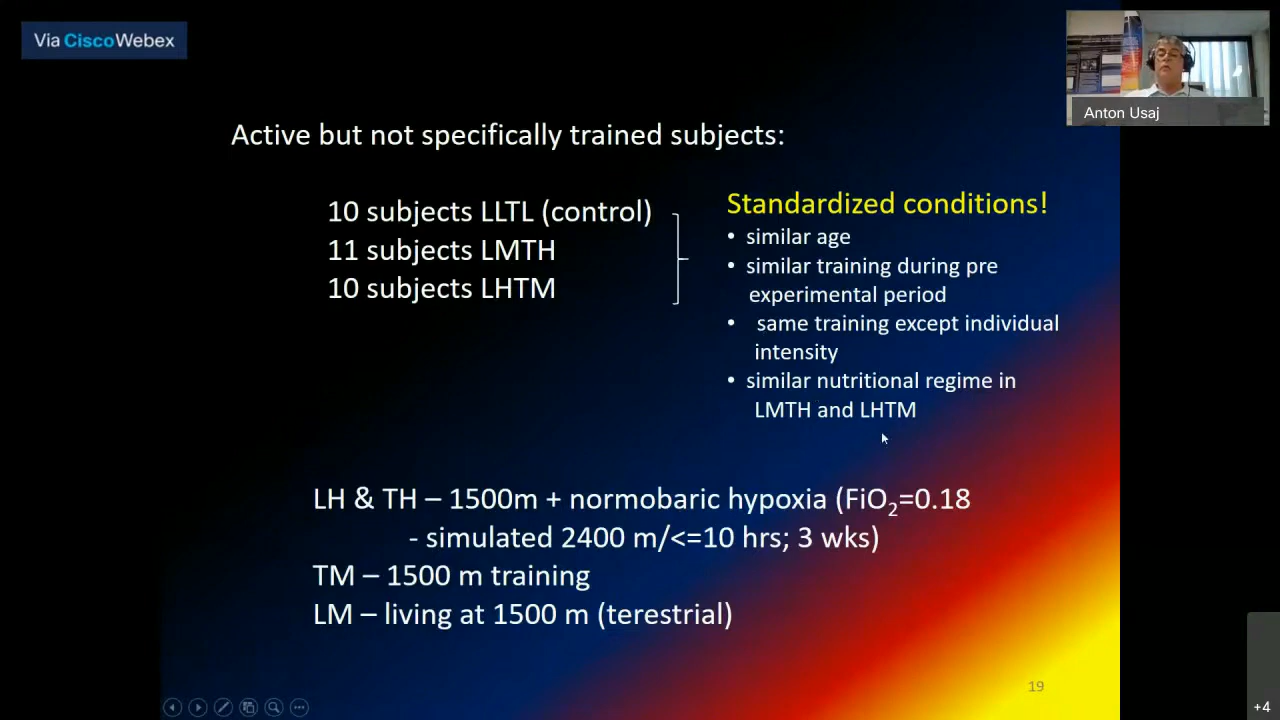 Via CiscoWebex
Anton Usaj
Active but not specifically trained subjects:
10 subjects LLTL (control)
11 subjects LMTH
10 subjects LHTM
Standardized conditions!
• similar age
• similar training during pre
experimental period
• same training except individual
intensity
• similar nutritional regime in
LMTH and LHTM
LH & TH – 1500m + normobaric hypoxia (FiO₂=0.18
- simulated 2400 m/<=10 hrs; 3 wks)
TM – 1500 m training
LM – living at 1500 m (terestrial)
19
+4